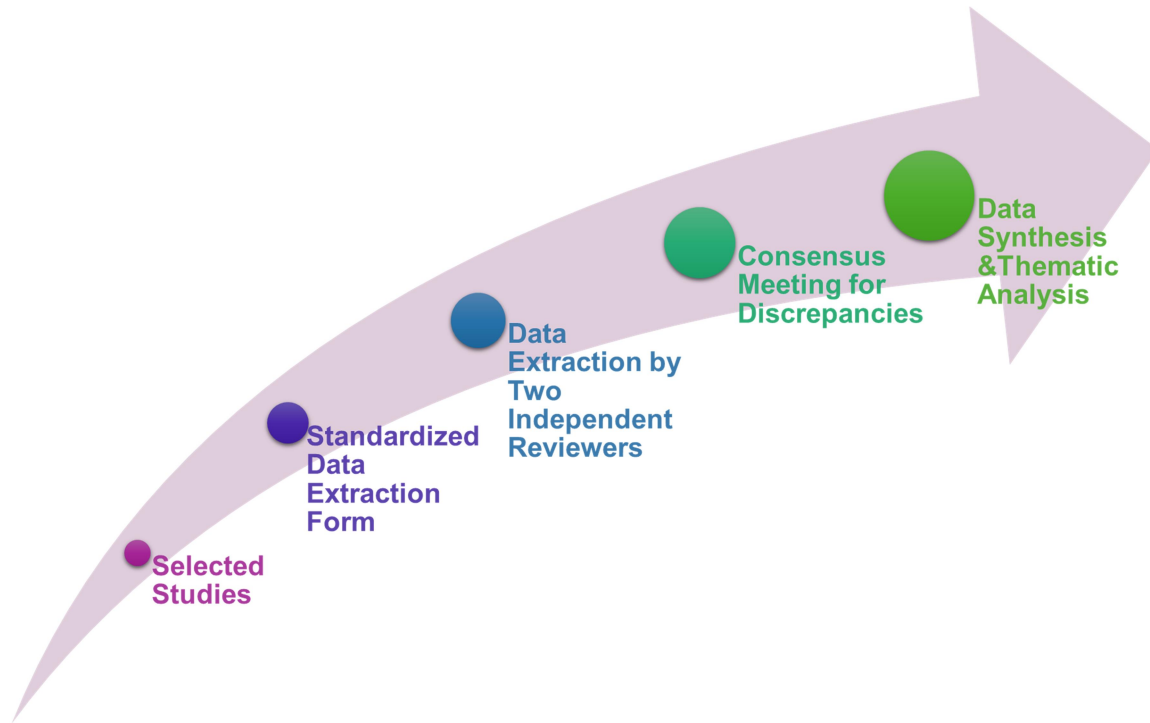 Selected
Studies
Standardized
Data
Extraction
Form
Data
Extraction by
Two
Independent
Reviewers
Consensus
Meeting for
Discrepancies
Data
Synthesis
&Thematic
Analysis